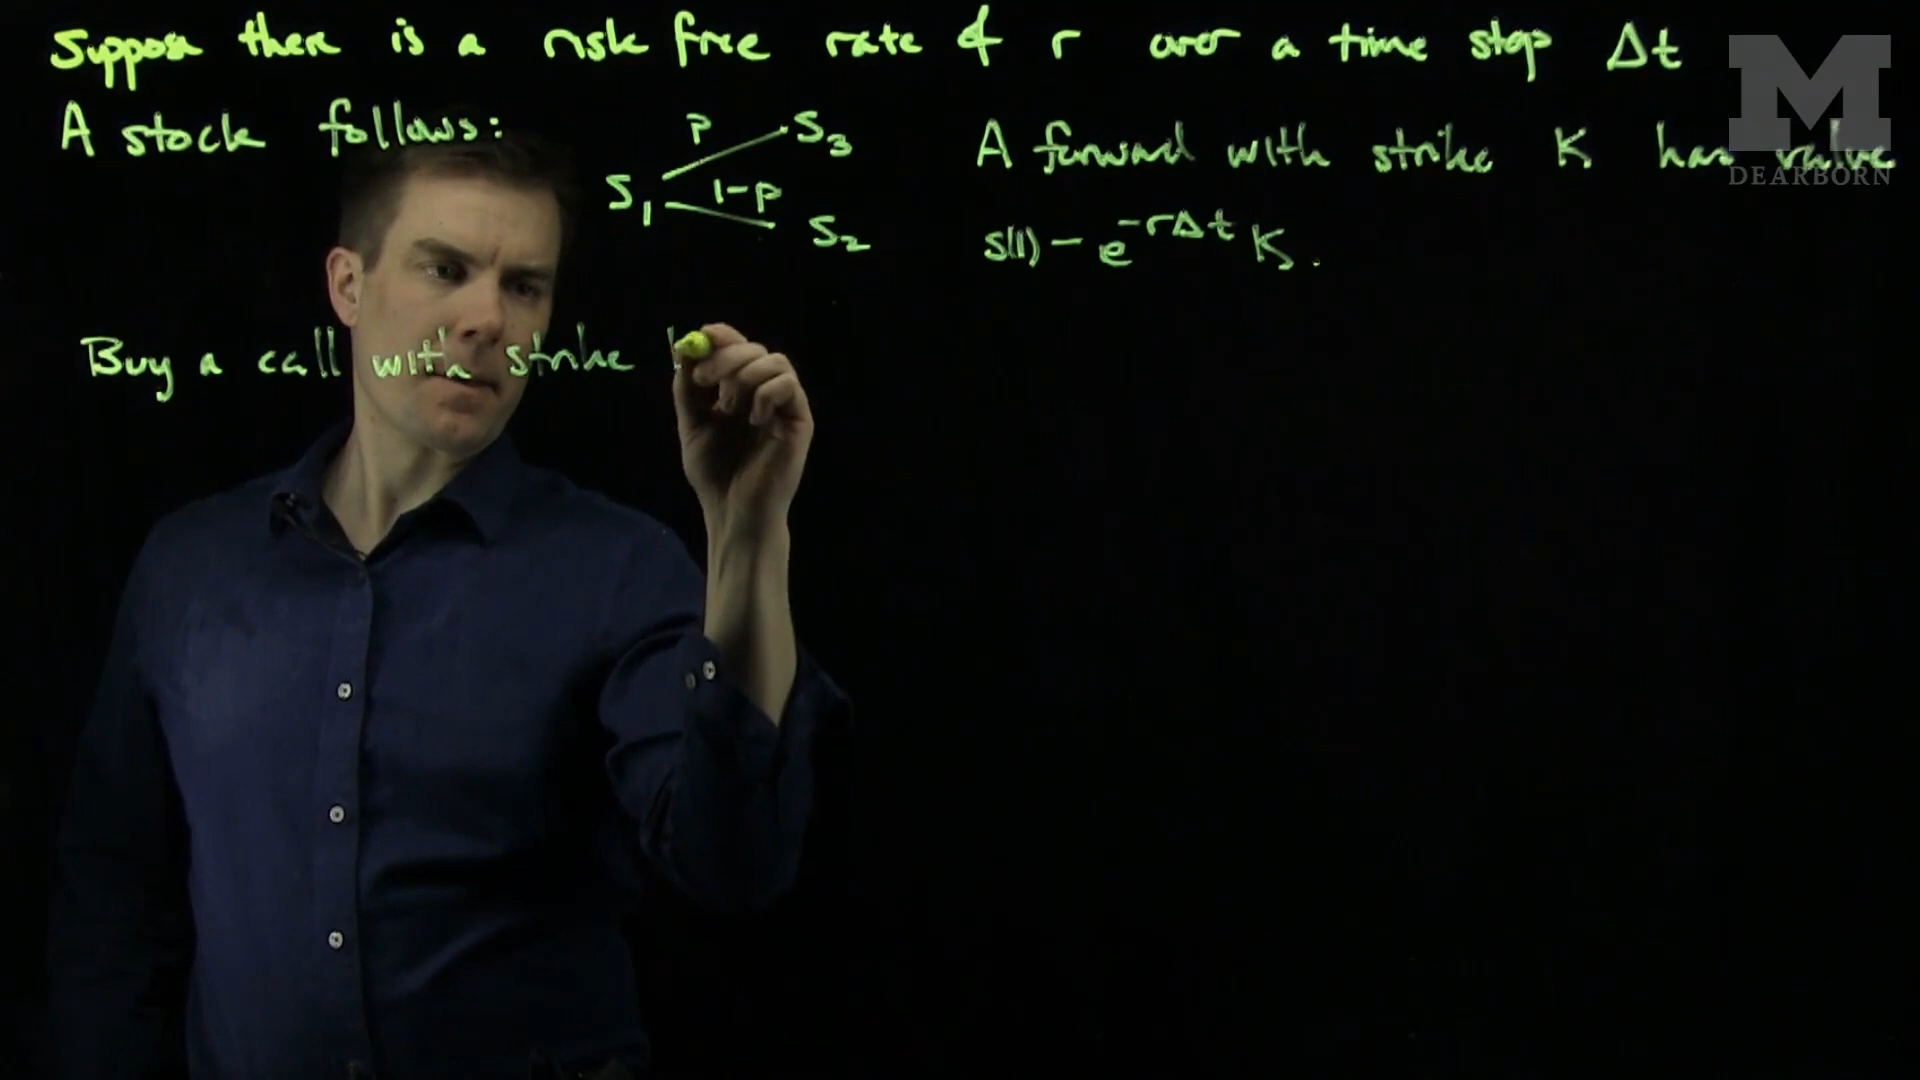 Suppose there is a risk free rate of r over a time step Δt
A stock follows:
p
S₃
S₁
1-p
S₂
A forward with strike K has value
S(1) - e^{-rΔt} K.
Buy a call with strike
M
DEARBORN